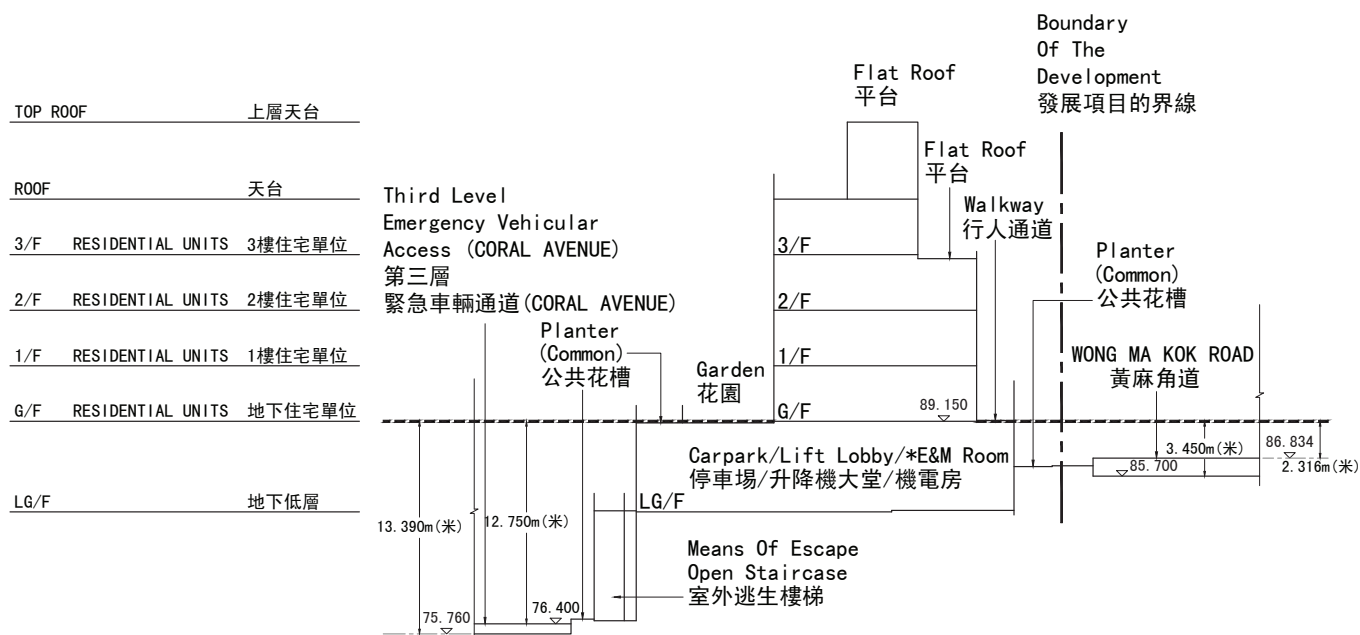 TOP ROOF 上層天台
ROOF 天台
3/F RESIDENTIAL UNITS 3樓住宅單位
2/F RESIDENTIAL UNITS 2樓住宅單位
1/F RESIDENTIAL UNITS 1樓住宅單位
G/F RESIDENTIAL UNITS 地下住宅單位
LG/F 地下低層
Third Level
Emergency Vehicular
Access (CORAL AVENUE)
第三層
緊急車輛通道(CORAL AVENUE)
Planter
(Common)
公共花槽
Garden
花園
Flat Roof
平台
Flat Roof
平台
Walkway
行人通道
Boundary
Of The
Development
發展項目的界線
Planter
(Common)
公共花槽
WONG MA KOK ROAD
黃麻角道
3/F
2/F
1/F
G/F
89.150
Carpark/Lift Lobby/*E&M Room
停車場/升降機大堂/機電房
LG/F
3.450m(米)
86.834
85.700
2.316m(米)
13.390m(米)
12.750m(米)
Means Of Escape
Open Staircase
室外逃生樓梯
75.760
76.400